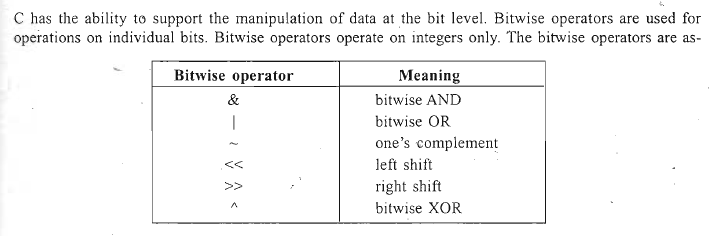 C has the ability to support the manipulation of data at the bit level. Bitwise operators are used for
operations on individual bits. Bitwise operators operate on integers only. The bitwise operators are as-
Bitwise operator Meaning
& bitwise AND
| bitwise OR
~ one's complement
<< left shift
>> right shift
^ bitwise XOR